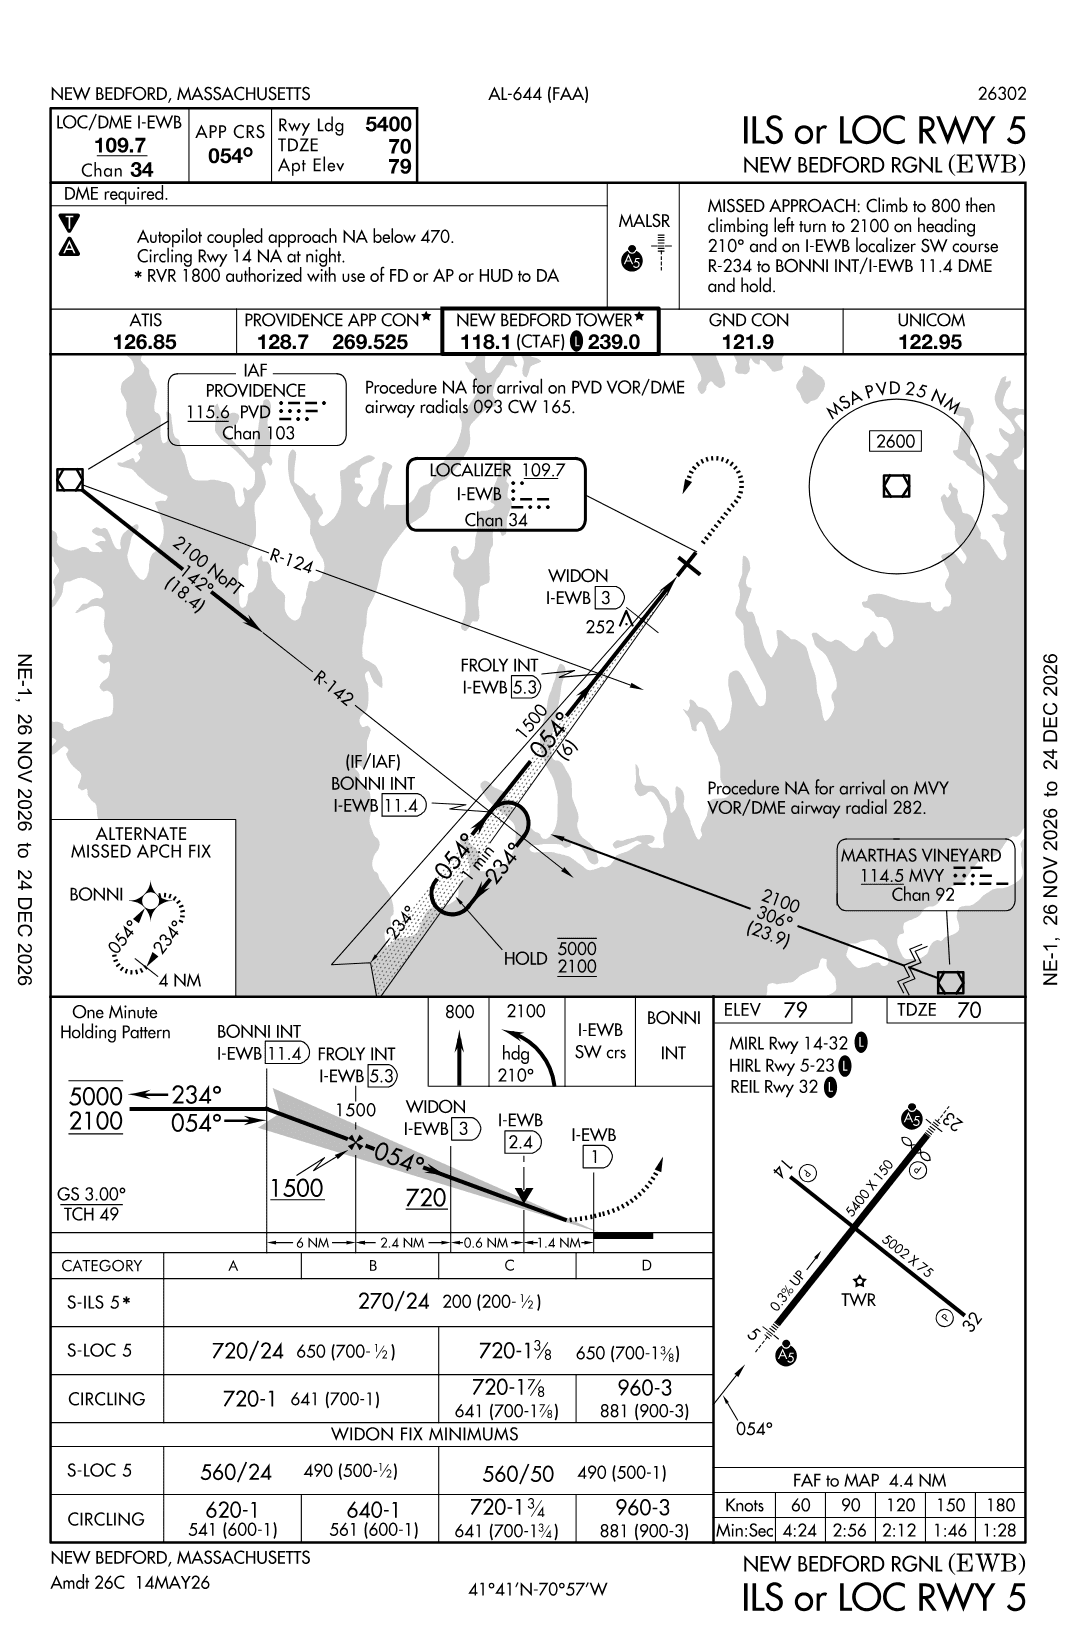 NEW BEDFORD, MASSACHUSETTS
AL-644 (FAA)
26302
LOC/DME I-EWB
109.7
Chan 34
APP CRS
054°
Rwy Ldg 5400
TDZE 70
Apt Elev 79
ILS or LOC RWY 5
NEW BEDFORD RGNL (EWB)
DME required.
T
A
Autopilot coupled approach NA below 470.
Circling Rwy 14 NA at night.
* RVR 1800 authorized with use of FD or AP or HUD to DA
MALSR
A5
MISSED APPROACH: Climb to 800 then
climbing left turn to 2100 on heading
210° and on I-EWB localizer SW course
R-234 to BONNI INT/I-EWB 11.4 DME
and hold.
ATIS
126.85
PROVIDENCE APP CON★
128.7 269.525
NEW BEDFORD TOWER★
118.1 (CTAF) L 239.0
GND CON
121.9
UNICOM
122.95
IAF
PROVIDENCE
115.6 PVD
Chan 103
Procedure NA for arrival on PVD VOR/DME
airway radials 093 CW 165.
MSA PVD 25 NM
2600
LOCALIZER 109.7
I-EWB
Chan 34
2100 NoPT
142°
(18.4)
R-124
R-142
WIDON
I-EWB 3
252
FROLY INT
I-EWB 5.3
1500
054°
(6)
(IF/IAF)
BONNI INT
I-EWB 11.4
054°
1 min
234°
234°
HOLD 5000
2100
Procedure NA for arrival on MVY
VOR/DME airway radial 282.
MARTHAS VINEYARD
114.5 MVY
Chan 92
2100
306°
(23.9)
ALTERNATE
MISSED APCH FIX
BONNI
054°
234°
4 NM
NE-1, 26 NOV 2026 to 24 DEC 2026
NE-1, 26 NOV 2026 to 24 DEC 2026
One Minute
Holding Pattern
BONNI INT
I-EWB 11.4
FROLY INT
I-EWB 5.3
1500
5000
2100
234°
054°
054°
WIDON
I-EWB 3
I-EWB
2.4
I-EWB
1
1500
720
GS 3.00°
TCH 49
6 NM
2.4 NM
0.6 NM
1.4 NM
800
2100
hdg
210°
I-EWB
SW crs
BONNI
INT
ELEV 79
TDZE 70
MIRL Rwy 14-32 L
HIRL Rwy 5-23 L
REIL Rwy 32 L
A5
23
P
14
P
5400 X 150
5002 X 75
0.3% UP
TWR
P
32
5
A5
054°
CATEGORY A B C D
S-ILS 5* 270/24 200 (200-½)
S-LOC 5 720/24 650 (700-½) 720-1⅜ 650 (700-1⅜)
CIRCLING 720-1 641 (700-1) 720-1⅞ 641 (700-1⅞) 960-3 881 (900-3)
WIDON FIX MINIMUMS
S-LOC 5 560/24 490 (500-½) 560/50 490 (500-1)
CIRCLING 620-1 541 (600-1) 640-1 561 (600-1) 720-1¾ 641 (700-1¾) 960-3 881 (900-3)
FAF to MAP 4.4 NM
Knots 60 90 120 150 180
Min:Sec 4:24 2:56 2:12 1:46 1:28
NEW BEDFORD, MASSACHUSETTS
Amdt 26C 14MAY26
41°41'N-70°57'W
NEW BEDFORD RGNL (EWB)
ILS or LOC RWY 5